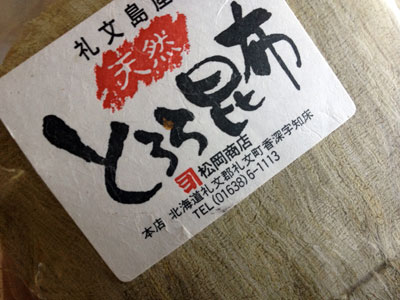 礼文島産
天然
とろろ昆布
松岡商店
本店 北海道礼文郡礼文町香深字知床
TEL(01638)6-1113